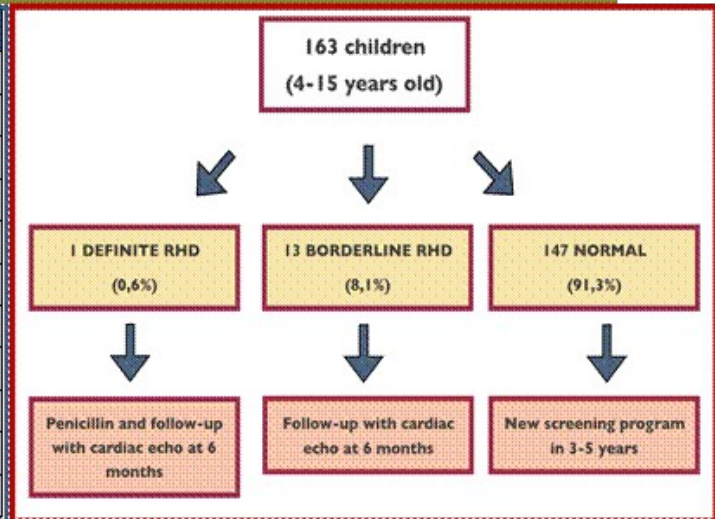 163 children
(4-15 years old)
1 DEFINITE RHD
(0,6%)
13 BORDERLINE RHD
(8,1%)
147 NORMAL
(91,3%)
Penicillin and follow-up
with cardiac echo at 6
months
Follow-up with cardiac
echo at 6 months
New screening program
in 3-5 years